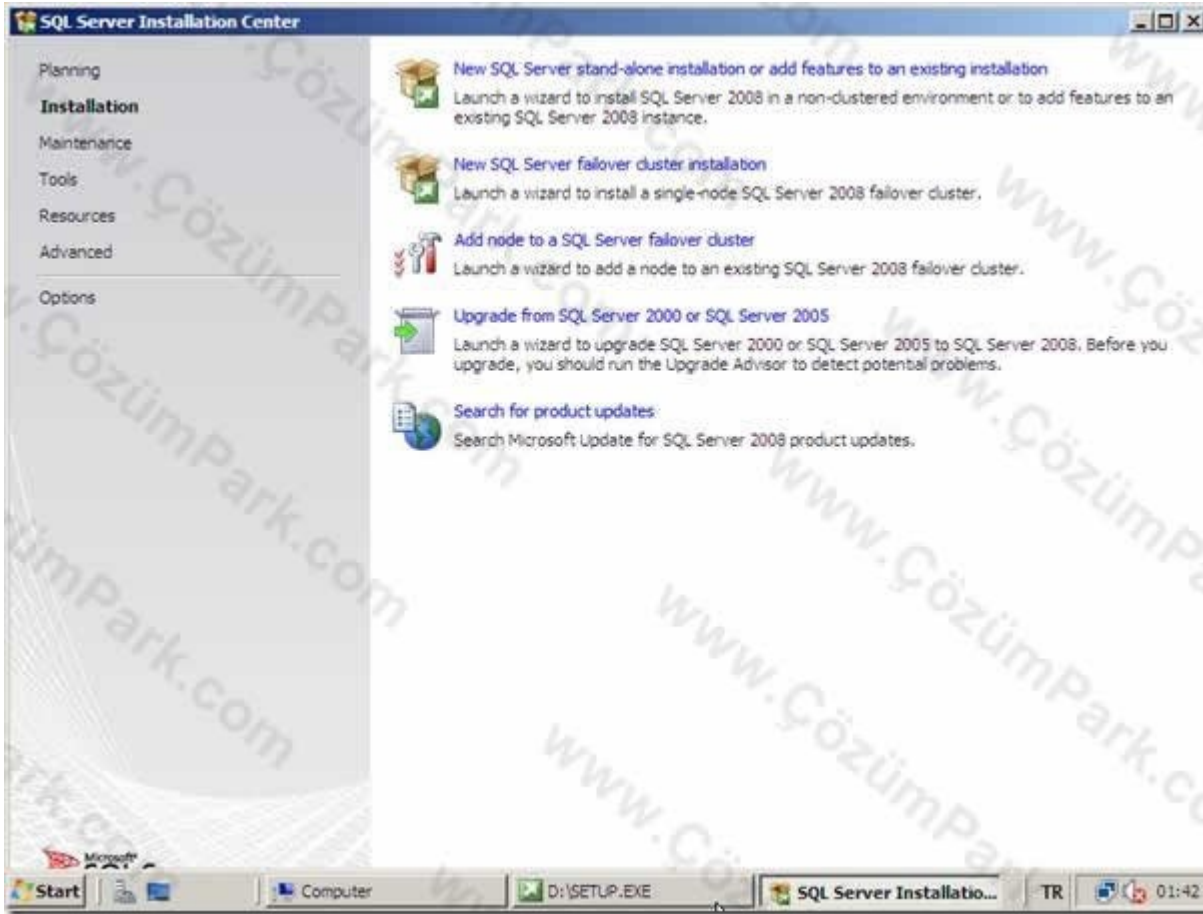 SQL Server Installation Center
Planning
Installation
Maintenance
Tools
Resources
Advanced
Options
New SQL Server stand-alone installation or add features to an existing installation
Launch a wizard to install SQL Server 2008 in a non-clustered environment or to add features to an
existing SQL Server 2008 instance.
New SQL Server failover cluster installation
Launch a wizard to install a single-node SQL Server 2008 failover cluster.
Add node to a SQL Server failover cluster
Launch a wizard to add a node to an existing SQL Server 2008 failover cluster.
Upgrade from SQL Server 2000 or SQL Server 2005
Launch a wizard to upgrade SQL Server 2000 or SQL Server 2005 to SQL Server 2008. Before you
upgrade, you should run the Upgrade Advisor to detect potential problems.
Search for product updates
Search Microsoft Update for SQL Server 2008 product updates.
www.ÇözümPark.com
Microsoft
Start
Computer
D:\SETUP.EXE
SQL Server Installatio...
TR
01:42